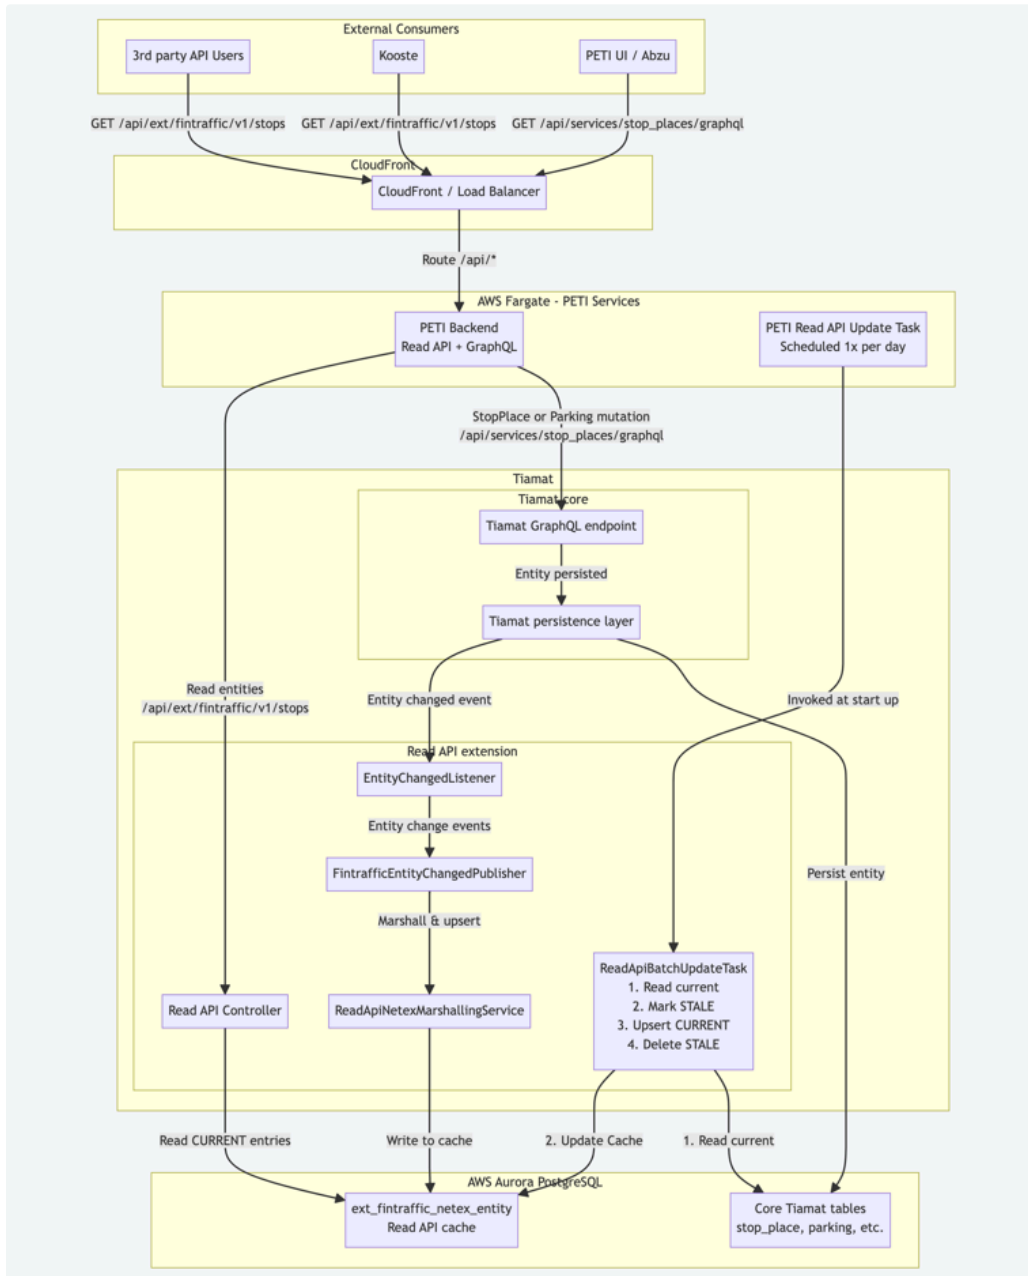 External Consumers
3rd party API Users
Kooste
PETI UI / Abzu
GET /api/ext/fintraffic/v1/stops
GET /api/ext/fintraffic/v1/stops
GET /api/services/stop_places/graphql
CloudFront
CloudFront / Load Balancer
Route /api/*
AWS Fargate - PETI Services
PETI Backend
Read API + GraphQL
PETI Read API Update Task
Scheduled 1x per day
StopPlace or Parking mutation
/api/services/stop_places/graphql
Tiamat
Tiamat core
Tiamat GraphQL endpoint
Entity persisted
Tiamat persistence layer
Read entities
/api/ext/fintraffic/v1/stops
Entity changed event
Invoked at start up
Read API extension
EntityChangedListener
Entity change events
FintrafficEntityChangedPublisher
Persist entity
Marshall & upsert
Read API Controller
ReadApiNetexMarshallingService
ReadApiBatchUpdateTask
1. Read current
2. Mark STALE
3. Upsert CURRENT
4. Delete STALE
Read CURRENT entries
Write to cache
2. Update Cache
1. Read current
AWS Aurora PostgreSQL
ext_fintraffic_netex_entity
Read API cache
Core Tiamat tables
stop_place, parking, etc.